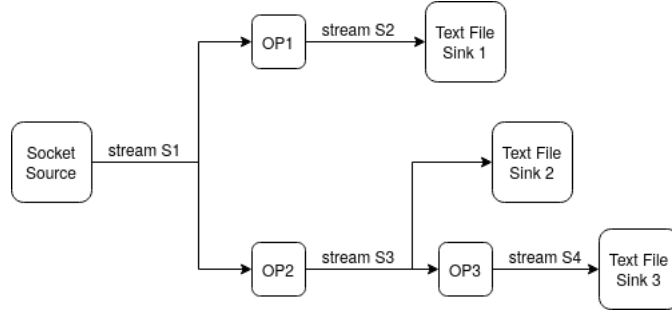 OP1
stream S2
Text File
Sink 1
Socket
Source
stream S1
Text File
Sink 2
OP2
stream S3
OP3
stream S4
Text File
Sink 3